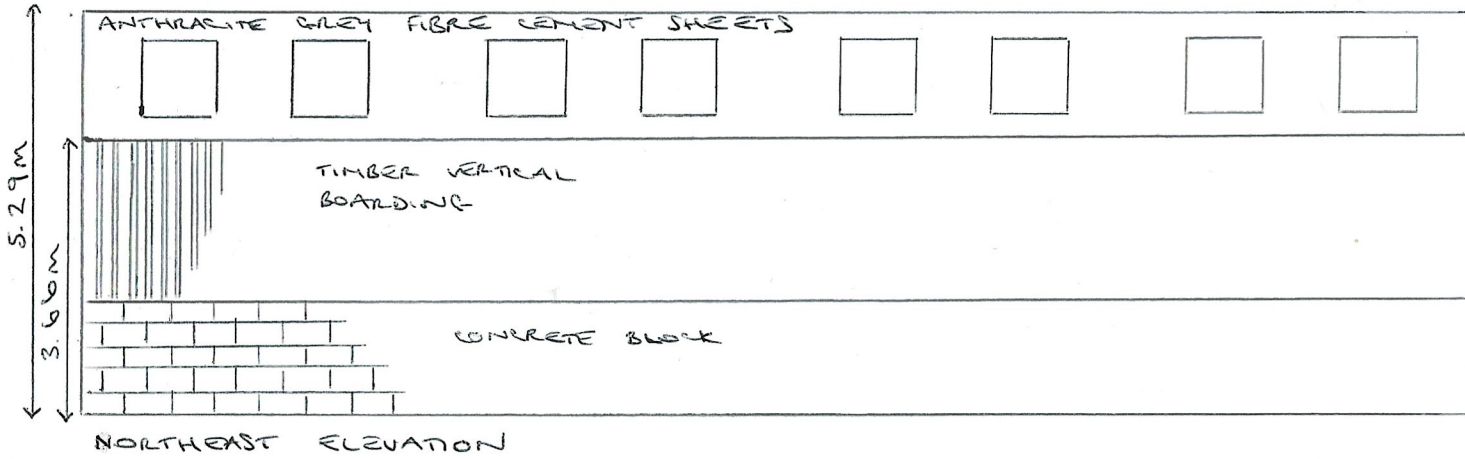 ANTHRACITE GREY FIBRE CEMENT SHEETS
5.29m
TIMBER VERTICAL
BOARDING
3.66m
CONCRETE BLOCK
NORTHEAST ELEVATION